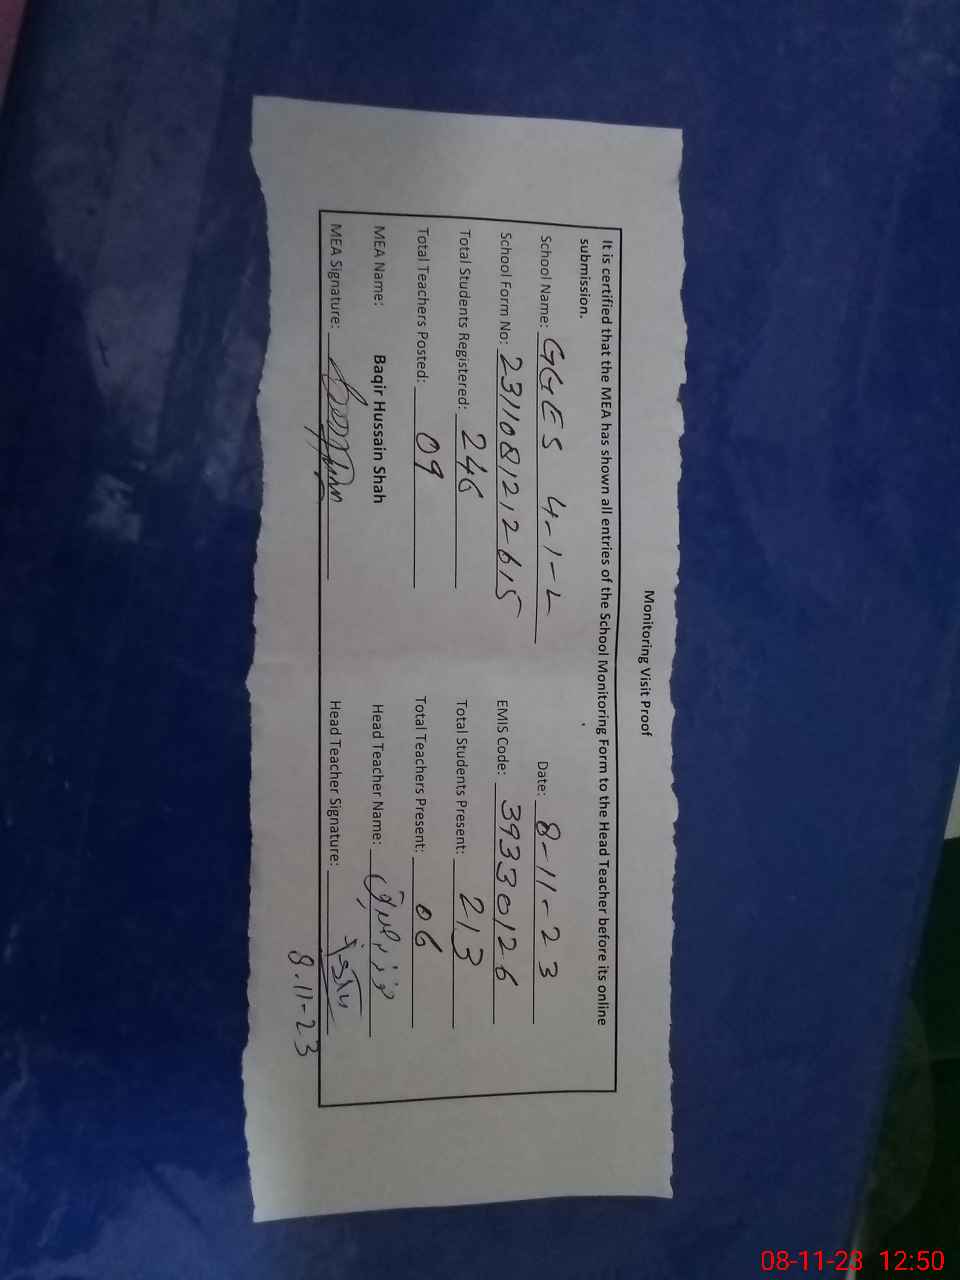 Monitoring Visit Proof
It is certified that the MEA has shown all entries of the School Monitoring Form to the Head Teacher before its online
submission.
School Name: GGES 4-1-L Date: 8-11-23
School Form No: 2311081212615 EMIS Code: 39330126
Total Students Registered: 246 Total Students Present: 213
Total Teachers Posted: 09 Total Teachers Present: 06
MEA Name: Baqir Hussain Shah Head Teacher Name:
MEA Signature: Head Teacher Signature:
8-11-23
08-11-23 12:50